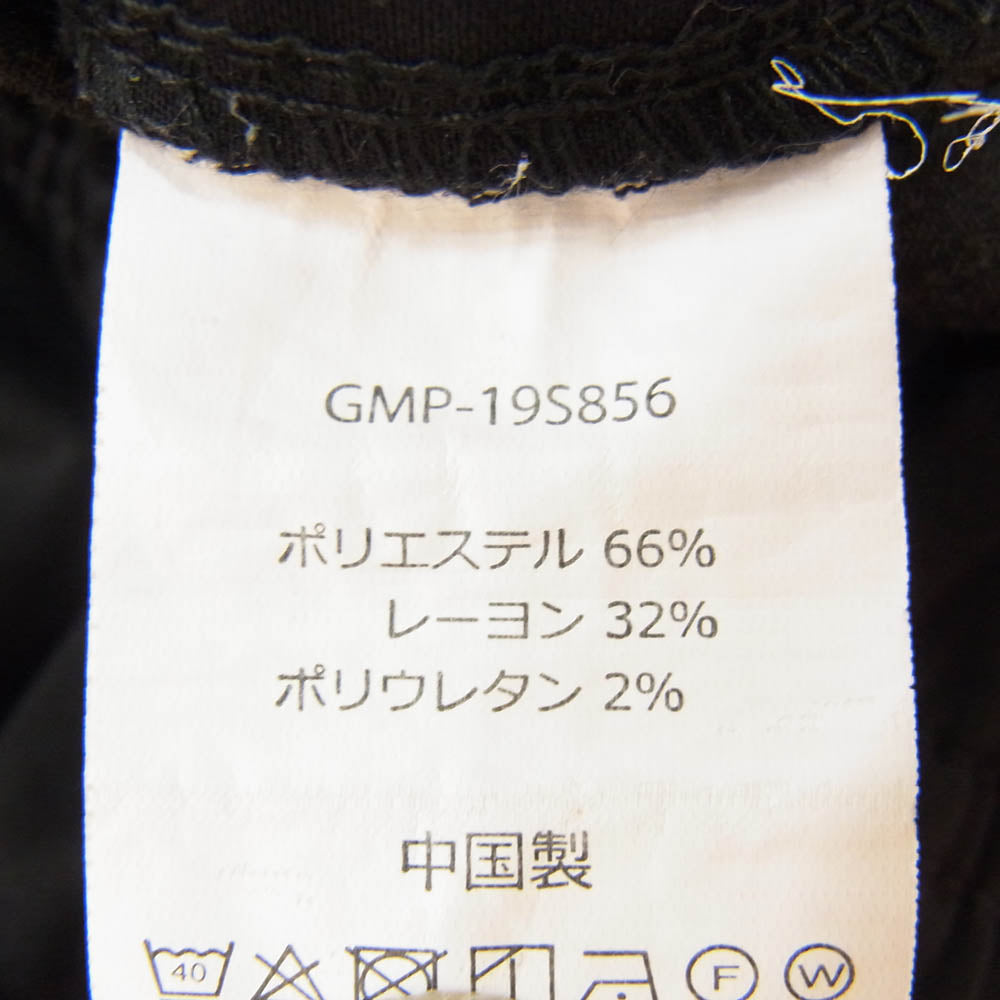 GMP-19S856
ポリエステル 66%
レーヨン 32%
ポリウレタン 2%
中国製
40 F W